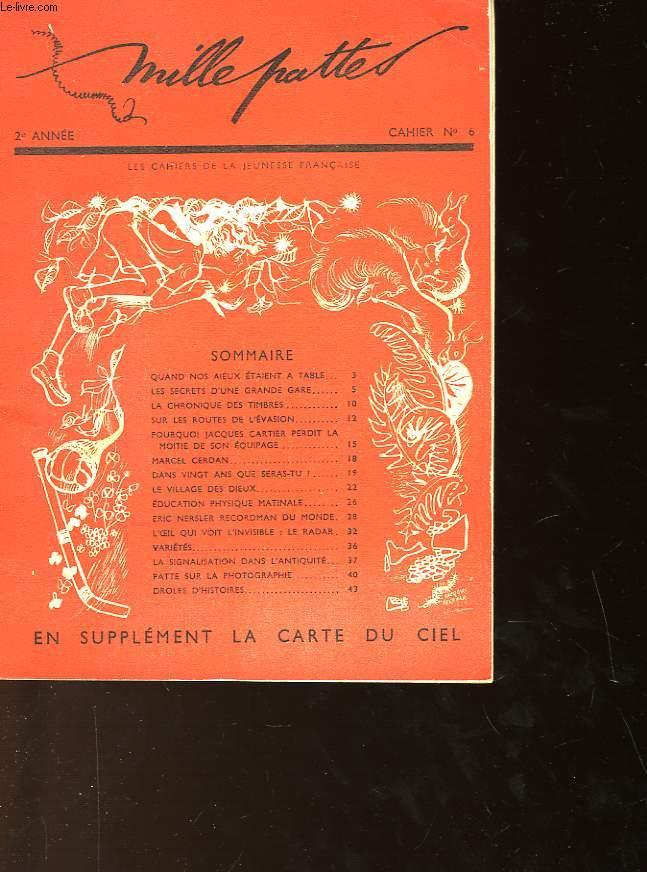 Le-livre.com
Mille pattes
2e ANNÉE
CAHIER No 6
LES CAHIERS DE LA JEUNESSE FRANÇAISE
SOMMAIRE
QUAND NOS AIEUX ÉTAIENT A TABLE... 3
LES SECRETS D'UNE GRANDE GARE...... 5
LA CHRONIQUE DES TIMBRES............ 10
SUR LES ROUTES DE L'ÉVASION.......... 12
POURQUOI JACQUES CARTIER PERDIT LA
MOITIE DE SON ÉQUIPAGE............ 15
MARCEL CERDAN...................... 18
DANS VINGT ANS QUE SERAS-TU ?...... 19
LE VILLAGE DES DIEUX................ 22
ÉDUCATION PHYSIQUE MATINALE....... 26
ERIC NERSLER RECORDMAN DU MONDE. 28
L'ŒIL QUI VOIT L'INVISIBLE : LE RADAR. 32
VARIÉTÉS............................ 36
LA SIGNALISATION DANS L'ANTIQUITÉ... 37
PATTE SUR LA PHOTOGRAPHIE.......... 40
DROLES D'HISTOIRES.................. 43
EN SUPPLÉMENT LA CARTE DU CIEL